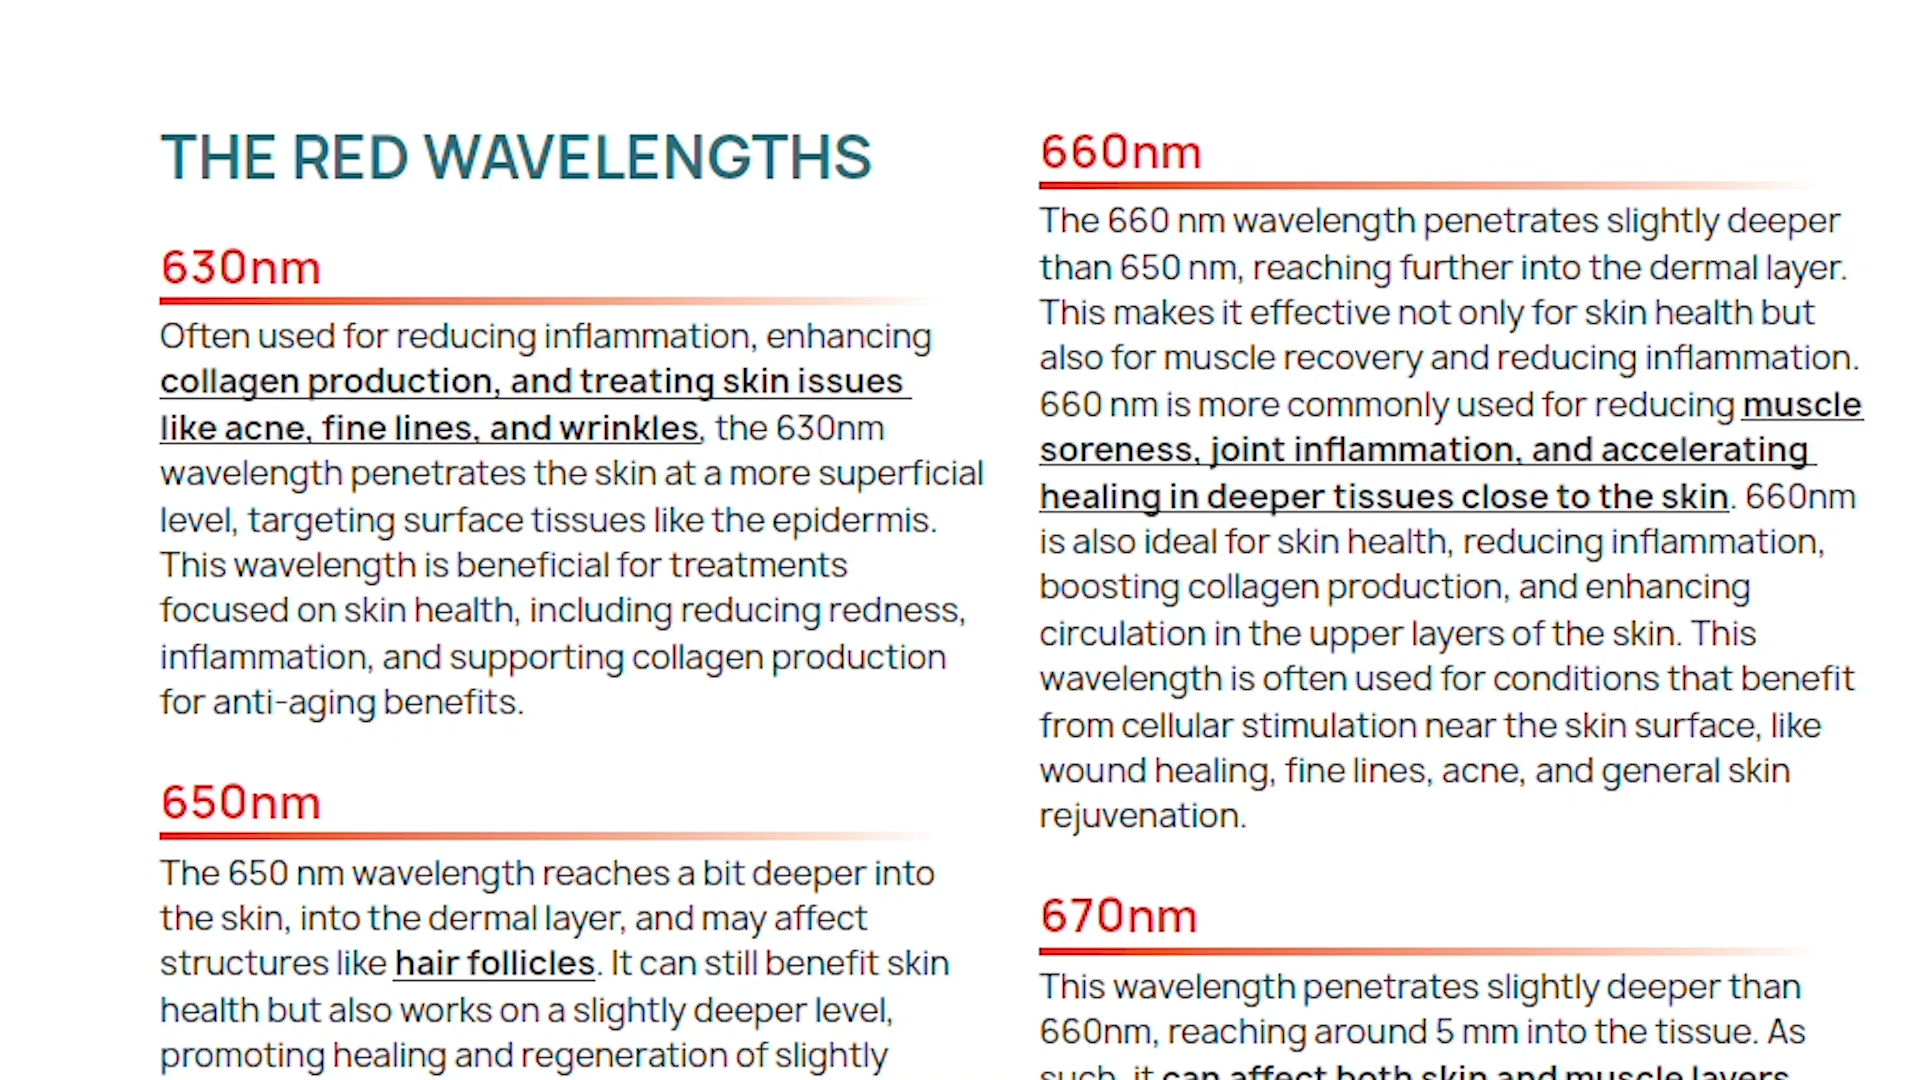 THE RED WAVELENGTHS
630nm
Often used for reducing inflammation, enhancing
collagen production, and treating skin issues
like acne, fine lines, and wrinkles, the 630nm
wavelength penetrates the skin at a more superficial
level, targeting surface tissues like the epidermis.
This wavelength is beneficial for treatments
focused on skin health, including reducing redness,
inflammation, and supporting collagen production
for anti-aging benefits.
650nm
The 650 nm wavelength reaches a bit deeper into
the skin, into the dermal layer, and may affect
structures like hair follicles. It can still benefit skin
health but also works on a slightly deeper level,
promoting healing and regeneration of slightly
660nm
The 660 nm wavelength penetrates slightly deeper
than 650 nm, reaching further into the dermal layer.
This makes it effective not only for skin health but
also for muscle recovery and reducing inflammation.
660 nm is more commonly used for reducing muscle
soreness, joint inflammation, and accelerating
healing in deeper tissues close to the skin. 660nm
is also ideal for skin health, reducing inflammation,
boosting collagen production, and enhancing
circulation in the upper layers of the skin. This
wavelength is often used for conditions that benefit
from cellular stimulation near the skin surface, like
wound healing, fine lines, acne, and general skin
rejuvenation.
670nm
This wavelength penetrates slightly deeper than
660nm, reaching around 5 mm into the tissue. As
such, it can affect both skin and muscle layers